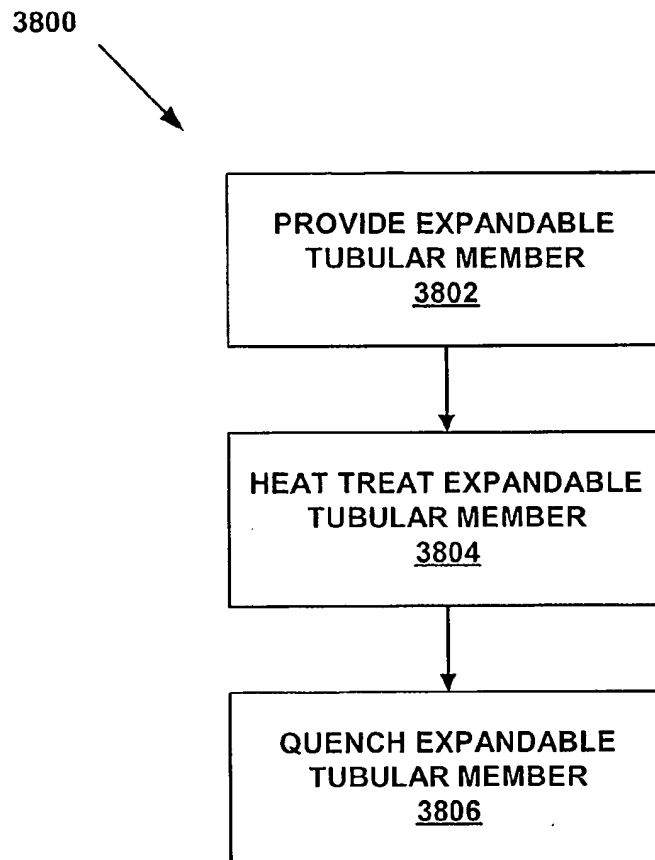 3800
PROVIDE EXPANDABLE
TUBULAR MEMBER
3802
HEAT TREAT EXPANDABLE
TUBULAR MEMBER
3804
QUENCH EXPANDABLE
TUBULAR MEMBER
3806